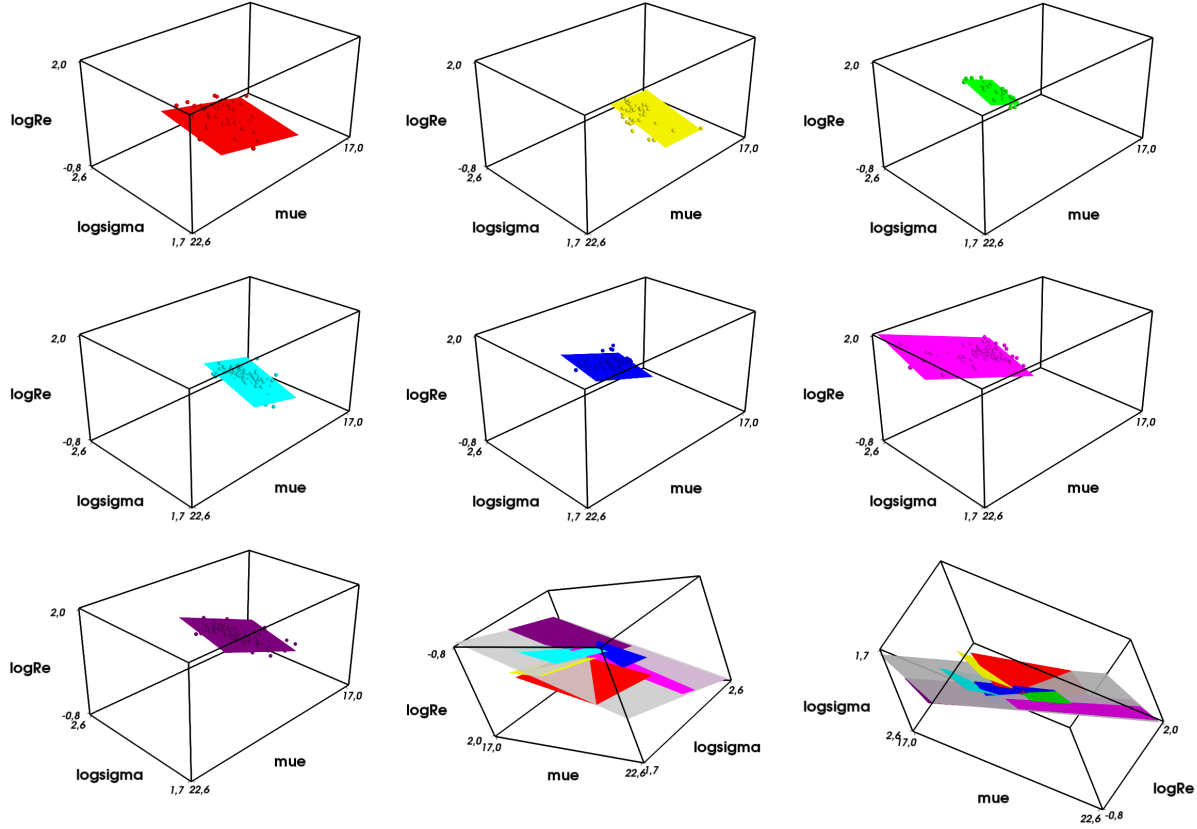 2,0
logRe
-0,8
2,6
logsigma
1,7 22,6
mue
17,0
2,0
logRe
-0,8
2,6
logsigma
1,7 22,6
mue
17,0
2,0
logRe
-0,8
2,6
logsigma
1,7 22,6
mue
17,0
2,0
logRe
-0,8
2,6
logsigma
1,7 22,6
mue
17,0
2,0
logRe
-0,8
2,6
logsigma
1,7 22,6
mue
17,0
2,0
logRe
-0,8
2,6
logsigma
1,7 22,6
mue
17,0
2,0
logRe
-0,8
2,6
logsigma
1,7 22,6
mue
17,0
-0,8
logRe
2,0 17,0
mue
22,6 1,7
logsigma
2,6
1,7
logsigma
2,6 17,0
mue
22,6 -0,8
logRe
2,0